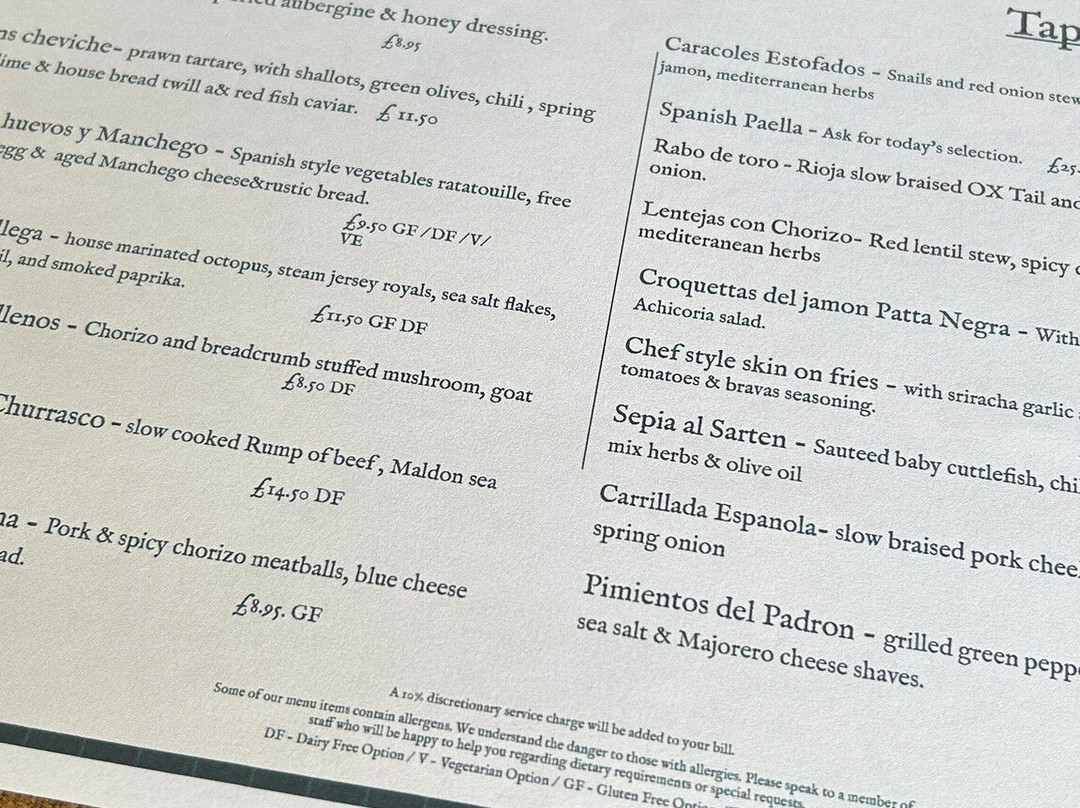 aubergine & honey dressing.
£8.95
cheviche- prawn tartare, with shallots, green olives, chili , spring
& house bread twill a& red fish caviar. £ 11.50
huevos y Manchego - Spanish style vegetables ratatouille, free
egg & aged Manchego cheese&rustic bread.
£9.50 GF/DF/V/
VE
- house marinated octopus, steam jersey royals, sea salt flakes,
and smoked paprika.
£11.50 GF DF
- Chorizo and breadcrumb stuffed mushroom, goat
£8.50 DF
Churrasco - slow cooked Rump of beef , Maldon sea
£14.50 DF
- Pork & spicy chorizo meatballs, blue cheese
£8.95. GF
Tap
Caracoles Estofados - Snails and red onion stew
jamon, mediterranean herbs
Spanish Paella - Ask for today's selection. £25
Rabo de toro - Rioja slow braised OX Tail and
onion.
Lentejas con Chorizo- Red lentil stew, spicy
mediteranean herbs
Croquettas del jamon Patta Negra - With
Achicoria salad.
Chef style skin on fries - with sriracha garlic
tomatoes & bravas seasoning.
Sepia al Sarten - Sauteed baby cuttlefish, chi
mix herbs & olive oil
Carrillada Espanola- slow braised pork chee
spring onion
Pimientos del Padron - grilled green pepp
sea salt & Majorero cheese shaves.
A 10% discretionary service charge will be added to your bill.
Some of our menu items contain allergens. We understand the danger to those with allergies. Please speak to a member of
staff who will be happy to help you regarding dietary requirements or special requests.
DF - Dairy Free Option / V - Vegetarian Option / GF - Gluten Free